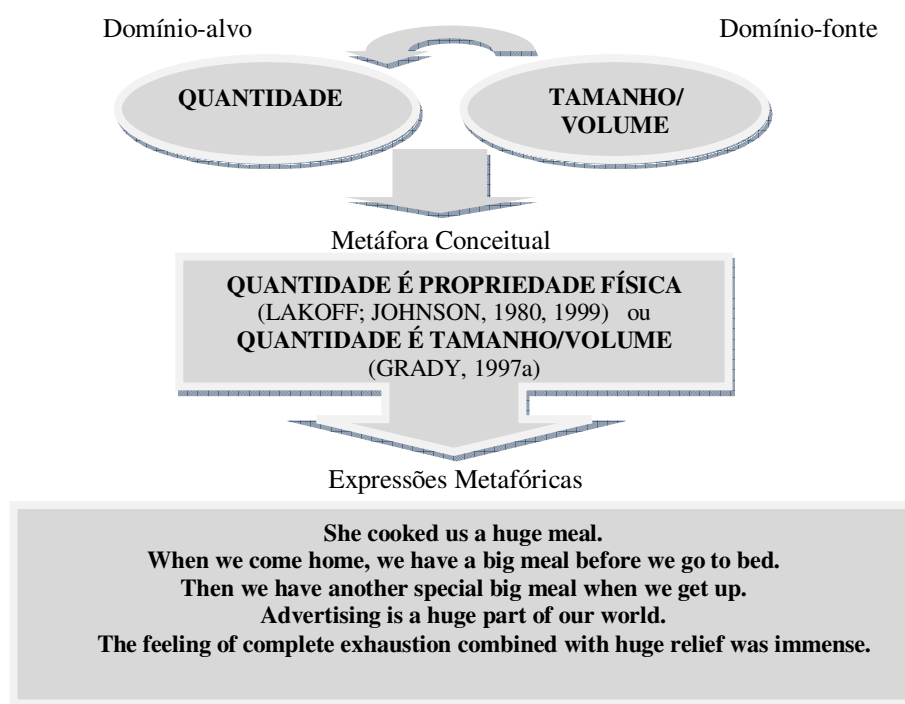 Domínio-alvo Domínio-fonte
QUANTIDADE
TAMANHO/
VOLUME
Metáfora Conceitual
QUANTIDADE É PROPRIEDADE FÍSICA
(LAKOFF; JOHNSON, 1980, 1999) ou
QUANTIDADE É TAMANHO/VOLUME
(GRADY, 1997a)
Expressões Metafóricas
She cooked us a huge meal.
When we come home, we have a big meal before we go to bed.
Then we have another special big meal when we get up.
Advertising is a huge part of our world.
The feeling of complete exhaustion combined with huge relief was immense.